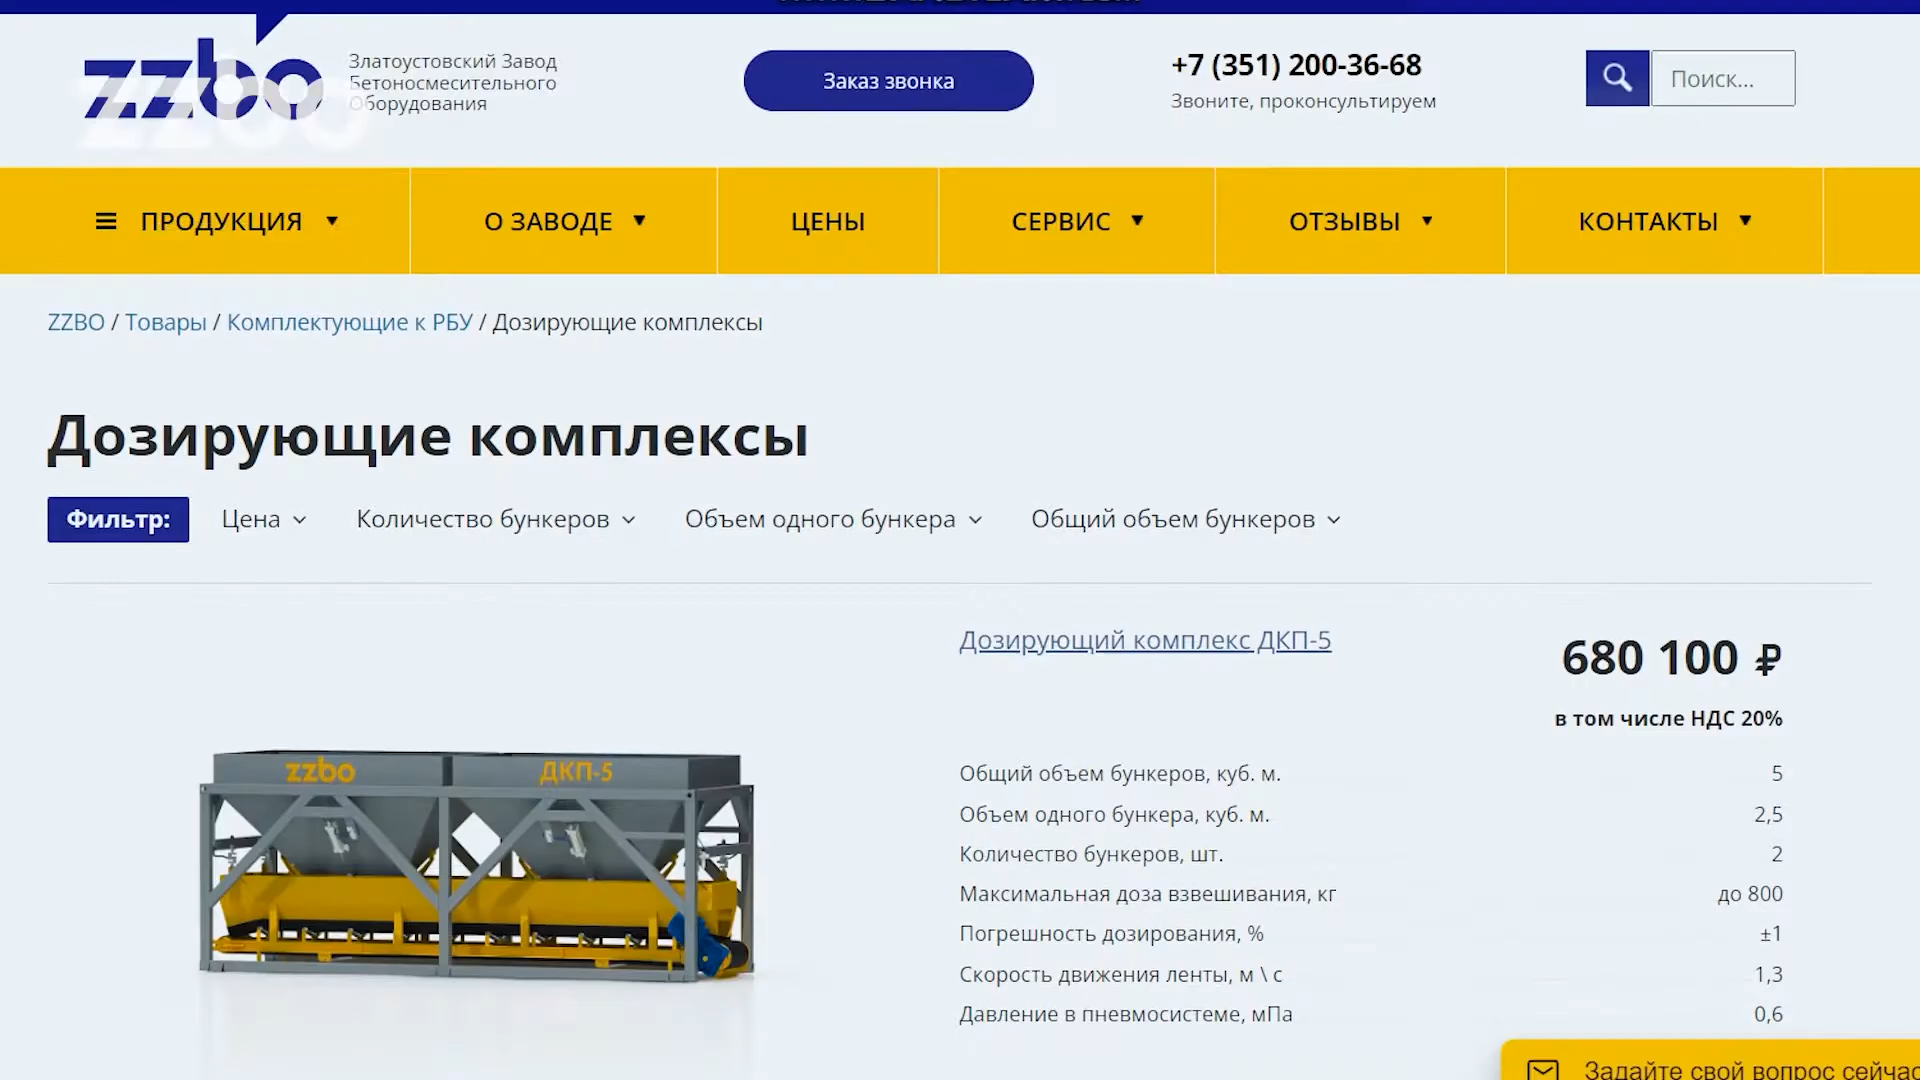 zzbo
Златоустовский Завод
Бетоносмесительного
Оборудования
Заказ звонка
+7 (351) 200-36-68
Звоните, проконсультируем
Поиск...
ПРОДУКЦИЯ
О ЗАВОДЕ
ЦЕНЫ
СЕРВИС
ОТЗЫВЫ
КОНТАКТЫ
ZZBO / Товары / Комплектующие к РБУ / Дозирующие комплексы
Дозирующие комплексы
Фильтр:
Цена
Количество бункеров
Объем одного бункера
Общий объем бункеров
Дозирующий комплекс ДКП-5
680 100 ₽
в том числе НДС 20%
zzbo
ДКП-5
Общий объем бункеров, куб. м. 5
Объем одного бункера, куб. м. 2,5
Количество бункеров, шт. 2
Максимальная доза взвешивания, кг до 800
Погрешность дозирования, % ±1
Скорость движения ленты, м \ с 1,3
Давление в пневмосистеме, мПа 0,6
Задайте свой вопрос